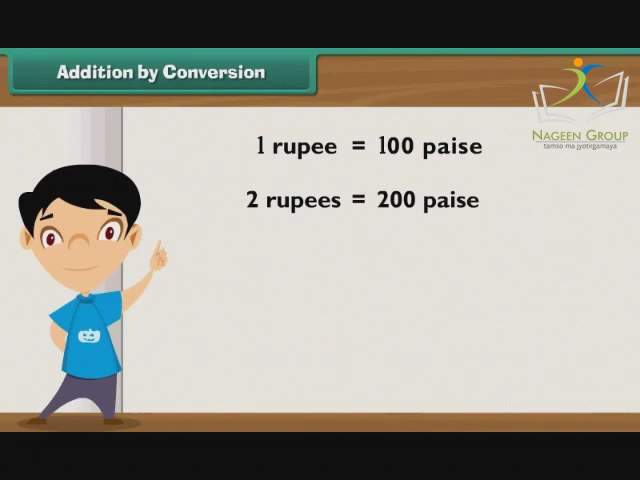 Addition by Conversion
NAGEEN GROUP
tamso ma jyotirgamaya
1 rupee = 100 paise
2 rupees = 200 paise